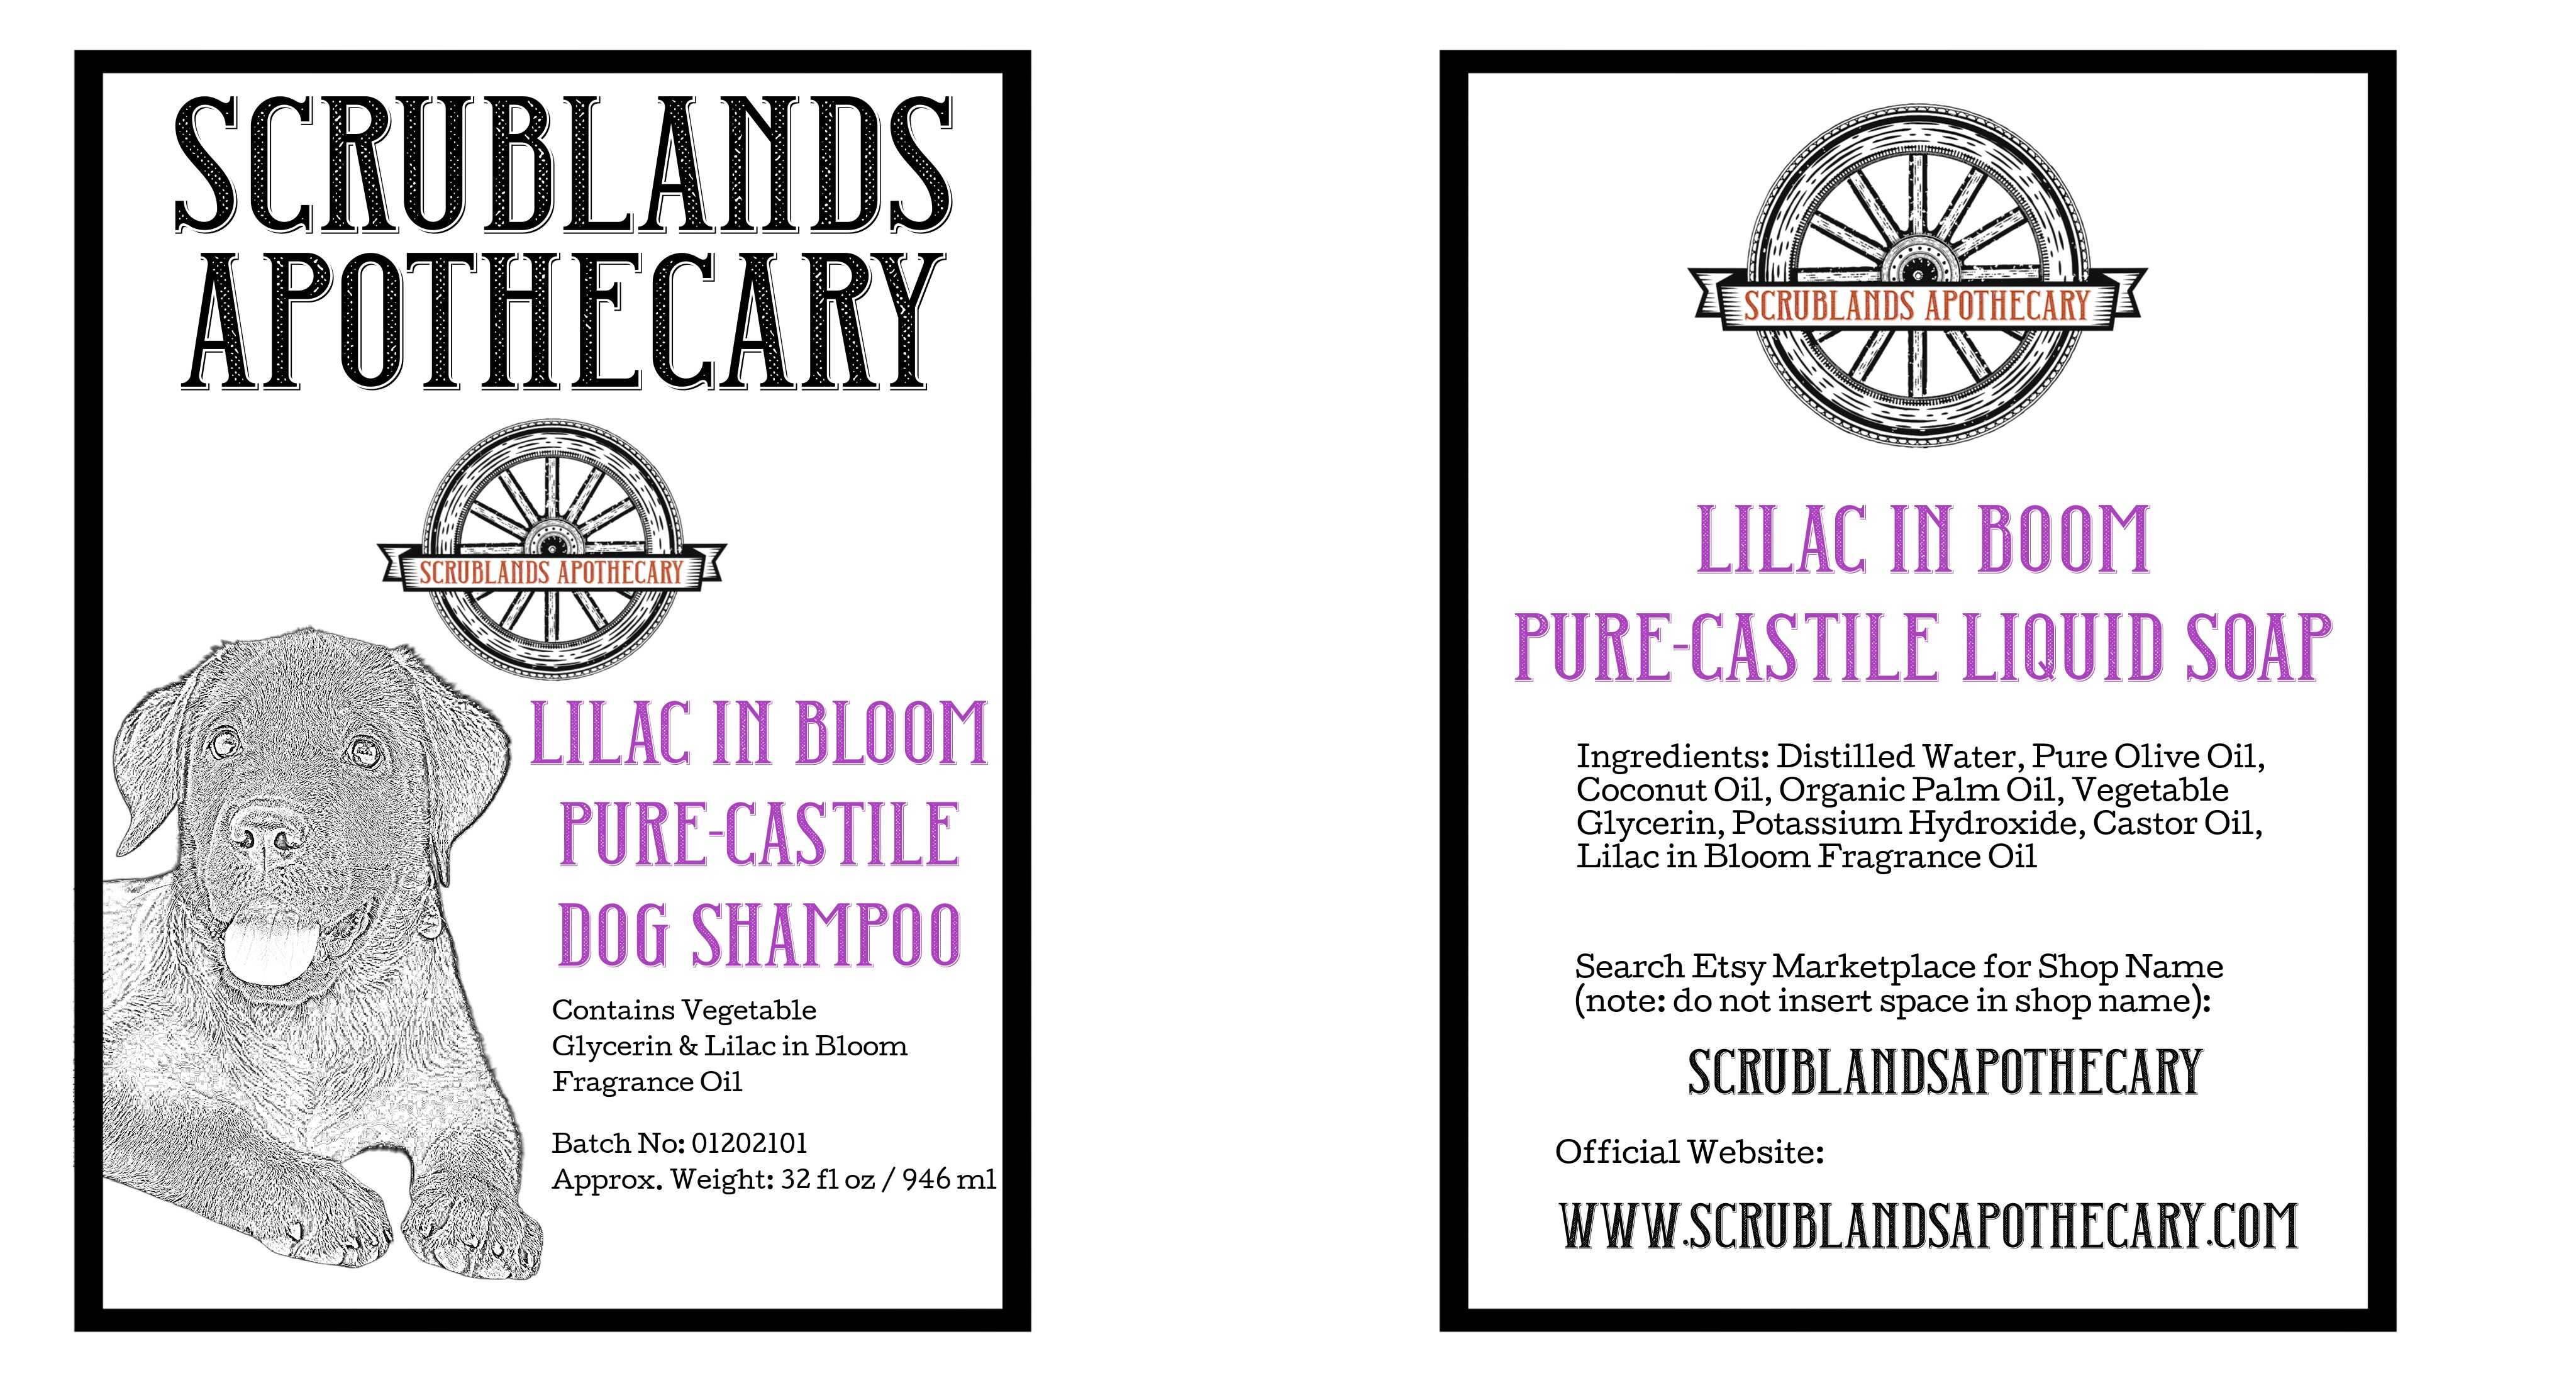 SCRUBLANDS
APOTHECARY
SCRUBLANDS APOTHECARY
LILAC IN BLOOM
PURE-CASTILE
DOG SHAMPOO
Contains Vegetable
Glycerin & Lilac in Bloom
Fragrance Oil
Batch No: 01202101
Approx. Weight: 32 fl oz / 946 ml
SCRUBLANDS APOTHECARY
LILAC IN BOOM
PURE-CASTILE LIQUID SOAP
Ingredients: Distilled Water, Pure Olive Oil,
Coconut Oil, Organic Palm Oil, Vegetable
Glycerin, Potassium Hydroxide, Castor Oil,
Lilac in Bloom Fragrance Oil
Search Etsy Marketplace for Shop Name
(note: do not insert space in shop name):
SCRUBLANDSAPOTHECARY
Official Website:
WWW.SCRUBLANDSAPOTHECARY.COM